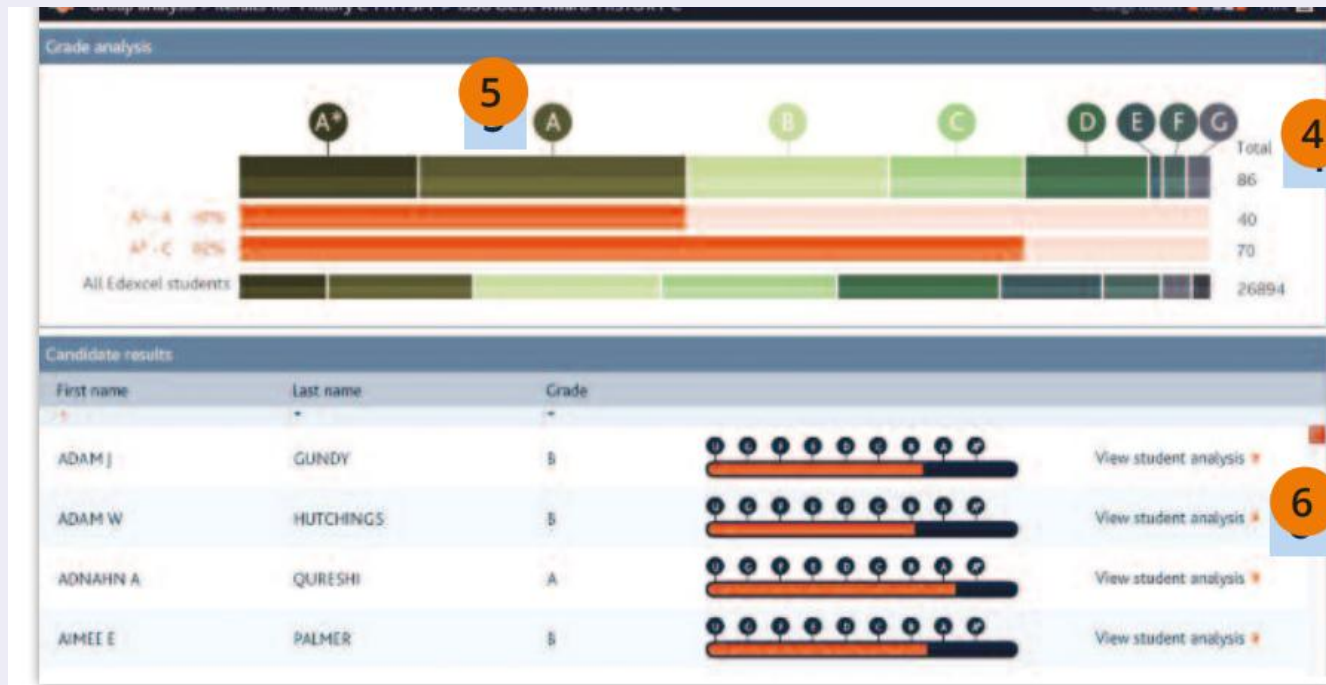 Grade analysis
5
A* A B C D E F G
4
Total
86
A* - A 47% 40
A* - C 82% 70
All Edexcel students 26894
Candidate results
First name Last name Grade
U G F E D C B A A*
ADAM J GUNDY B View student analysis
6
U G F E D C B A A*
ADAM W HUTCHINGS B View student analysis
U G F E D C B A A*
ADNAHN A QURESHI A View student analysis
U G F E D C B A A*
AIMEE E PALMER B View student analysis